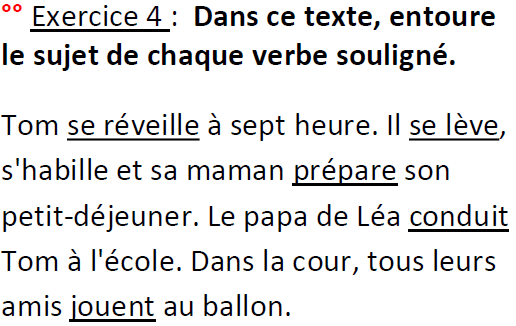 °° Exercice 4 : Dans ce texte, entoure
le sujet de chaque verbe souligné.
Tom se réveille à sept heure. Il se lève,
s'habille et sa maman prépare son
petit-déjeuner. Le papa de Léa conduit
Tom à l'école. Dans la cour, tous leurs
amis jouent au ballon.